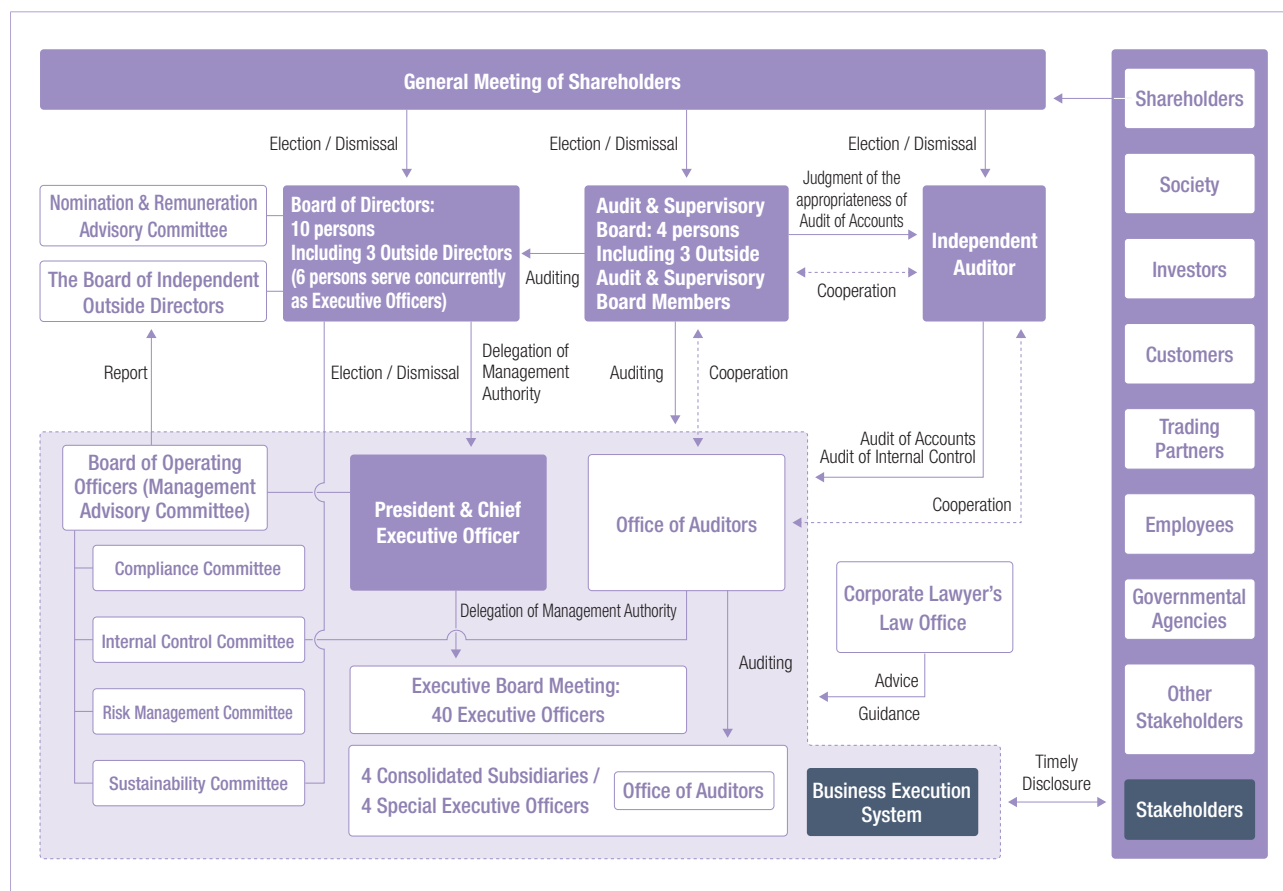 General Meeting of Shareholders
Shareholders
Election / Dismissal
Election / Dismissal
Election / Dismissal
Society
Nomination & Remuneration
Advisory Committee
Board of Directors:
10 persons
Including 3 Outside Directors
(6 persons serve concurrently
as Executive Officers)
Audit & Supervisory
Board: 4 persons
Including 3 Outside
Audit & Supervisory
Board Members
Judgment of the
appropriateness of
Audit of Accounts
Independent
Auditor
The Board of Independent
Outside Directors
Auditing
Cooperation
Investors
Customers
Report
Election / Dismissal
Delegation of
Management
Authority
Auditing
Cooperation
Trading
Partners
Audit of Accounts
Audit of Internal Control
Board of Operating
Officers (Management
Advisory Committee)
President & Chief
Executive Officer
Office of Auditors
Cooperation
Employees
Compliance Committee
Internal Control Committee
Risk Management Committee
Sustainability Committee
Delegation of Management Authority
Corporate Lawyer's
Law Office
Governmental
Agencies
Auditing
Advice
Guidance
Executive Board Meeting:
40 Executive Officers
Other
Stakeholders
4 Consolidated Subsidiaries /
4 Special Executive Officers
Office of Auditors
Business Execution
System
Timely
Disclosure
Stakeholders